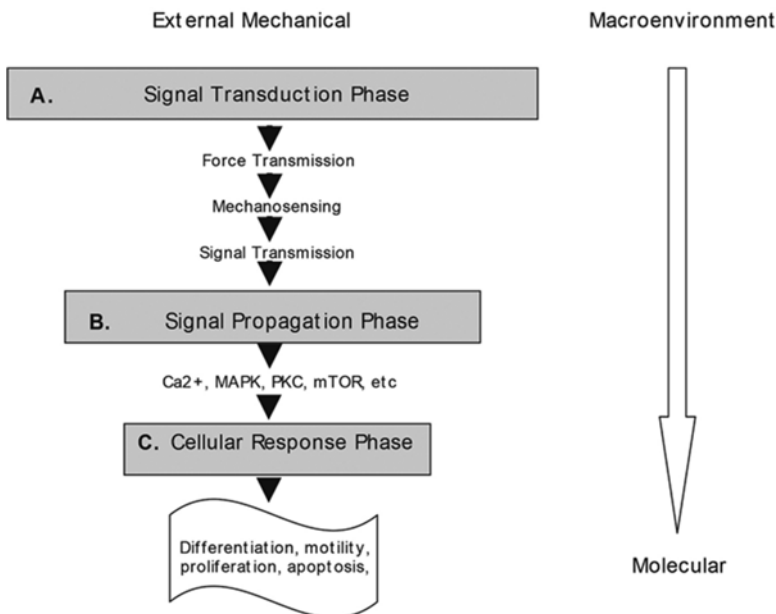 External Mechanical
Macroenvironment
A. Signal Transduction Phase
Force Transmission
Mechanosensing
Signal Transmission
B. Signal Propagation Phase
Ca2+, MAPK, PKC, mTOR, etc
C. Cellular Response Phase
Differentiation, motility,
proliferation, apoptosis,
Molecular